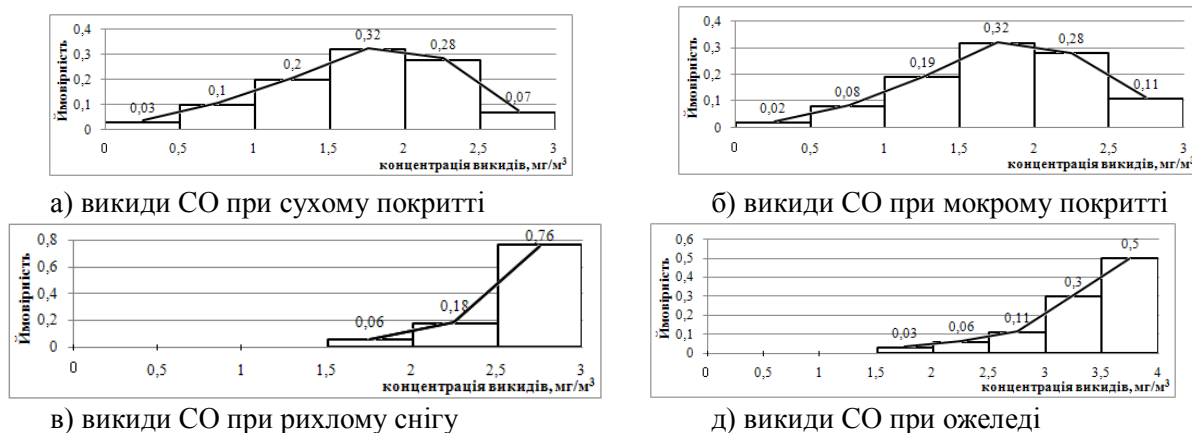 0,4
0,3
0,2
0,1
0
Ймовірність
0,03
0,1
0,2
0,32
0,28
0,07
0 0,5 1 1,5 2 2,5 3
концентрація викидів, мг/м³
а) викиди СО при сухому покритті
0,4
0,3
0,2
0,1
0
Ймовірність
0,02
0,08
0,19
0,32
0,28
0,11
0 0,5 1 1,5 2 2,5 3
концентрація викидів, мг/м³
б) викиди СО при мокрому покритті
0,8
0,6
0,4
0,2
0
Ймовірність
0,06
0,18
0,76
0 0,5 1 1,5 2 2,5 3
концентрація викидів, мг/м³
в) викиди СО при рихлому снігу
0,6
0,5
0,4
0,3
0,2
0,1
0
Ймовірність
0,03
0,06
0,11
0,3
0,5
0 0,5 1 1,5 2 2,5 3 3,5 4
концентрація викидів, мг/м³
д) викиди СО при ожеледі